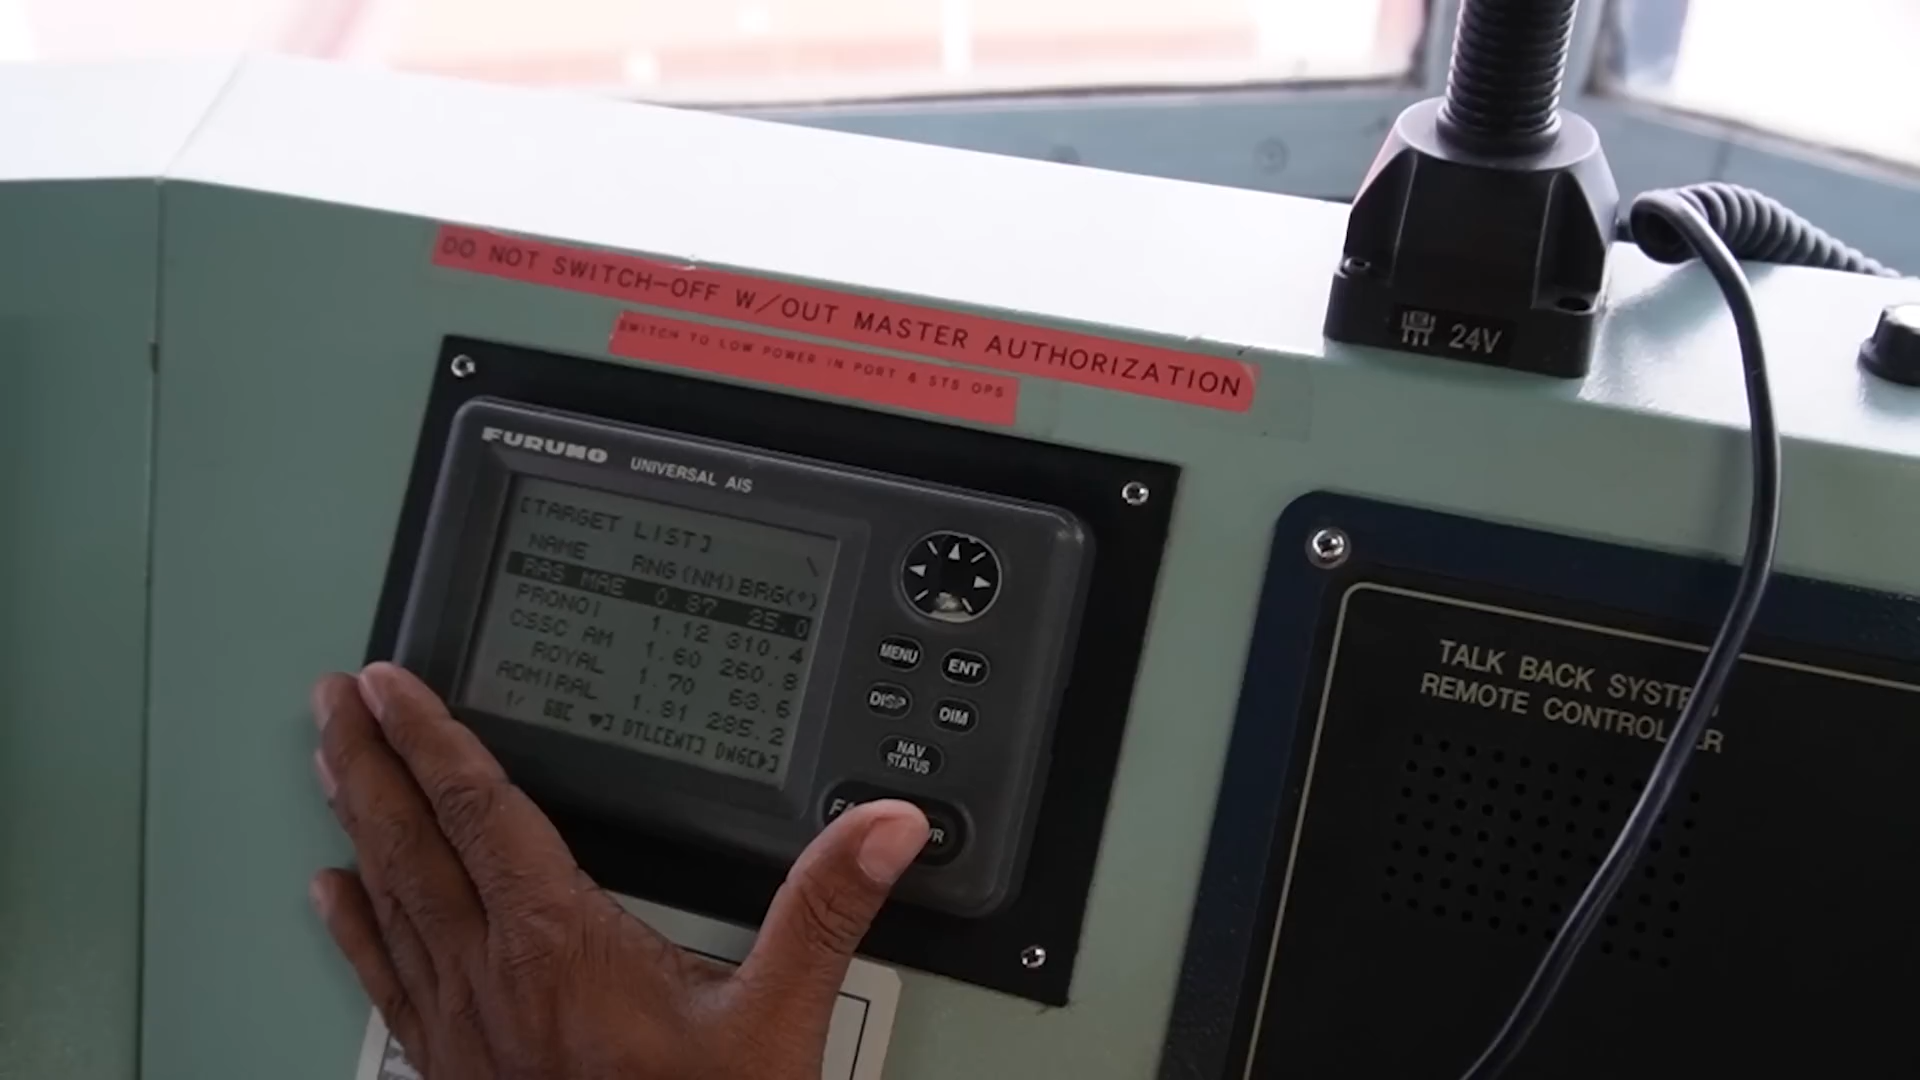 DO NOT SWITCH-OFF W/OUT MASTER AUTHORIZATION
SWITCH TO LOW POWER IN PORT & STS OPS
24V
FURUNO UNIVERSAL AIS
[TARGET LIST]
NAME RNG(NM) BRG(°)
RAS MAE 0.87 25.0
PRONOI 1.12 310.4
CSSC AM 1.60 260.8
ROYAL 1.70 63.6
ADMIRAL 1.81 285.2
MENU ENT
DISP DIM
NAV
STATUS
TALK BACK SYSTEM
REMOTE CONTROLLER